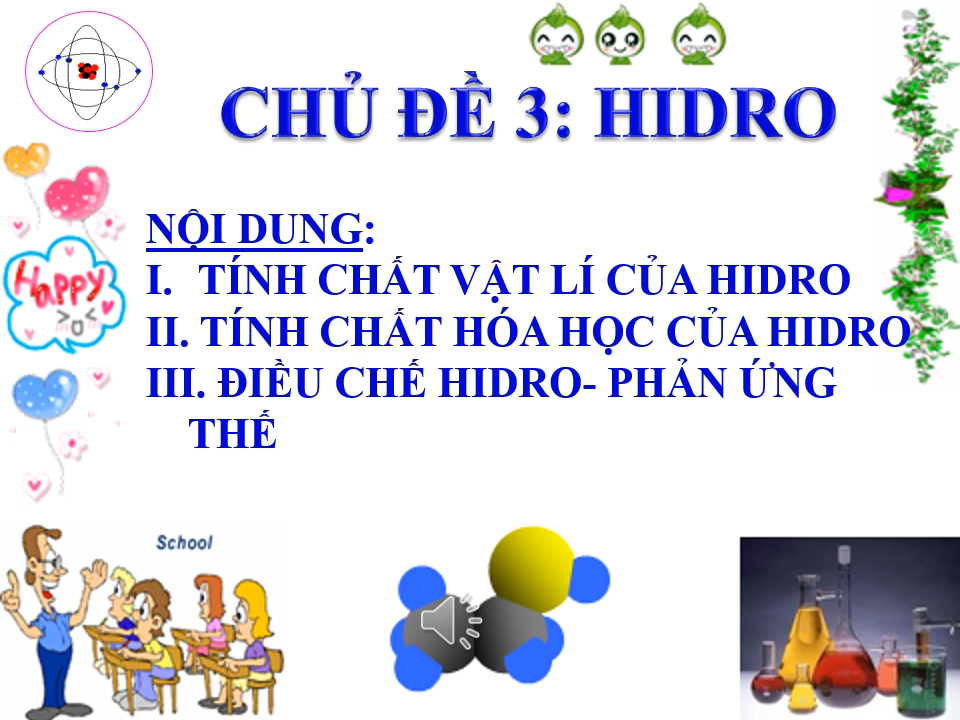 CHỦ ĐỀ 3: HIDRO
NỘI DUNG:
I. TÍNH CHẤT VẬT LÍ CỦA HIDRO
II. TÍNH CHẤT HÓA HỌC CỦA HIDRO
III. ĐIỀU CHẾ HIDRO- PHẢN ỨNG
THẾ
Happy
School